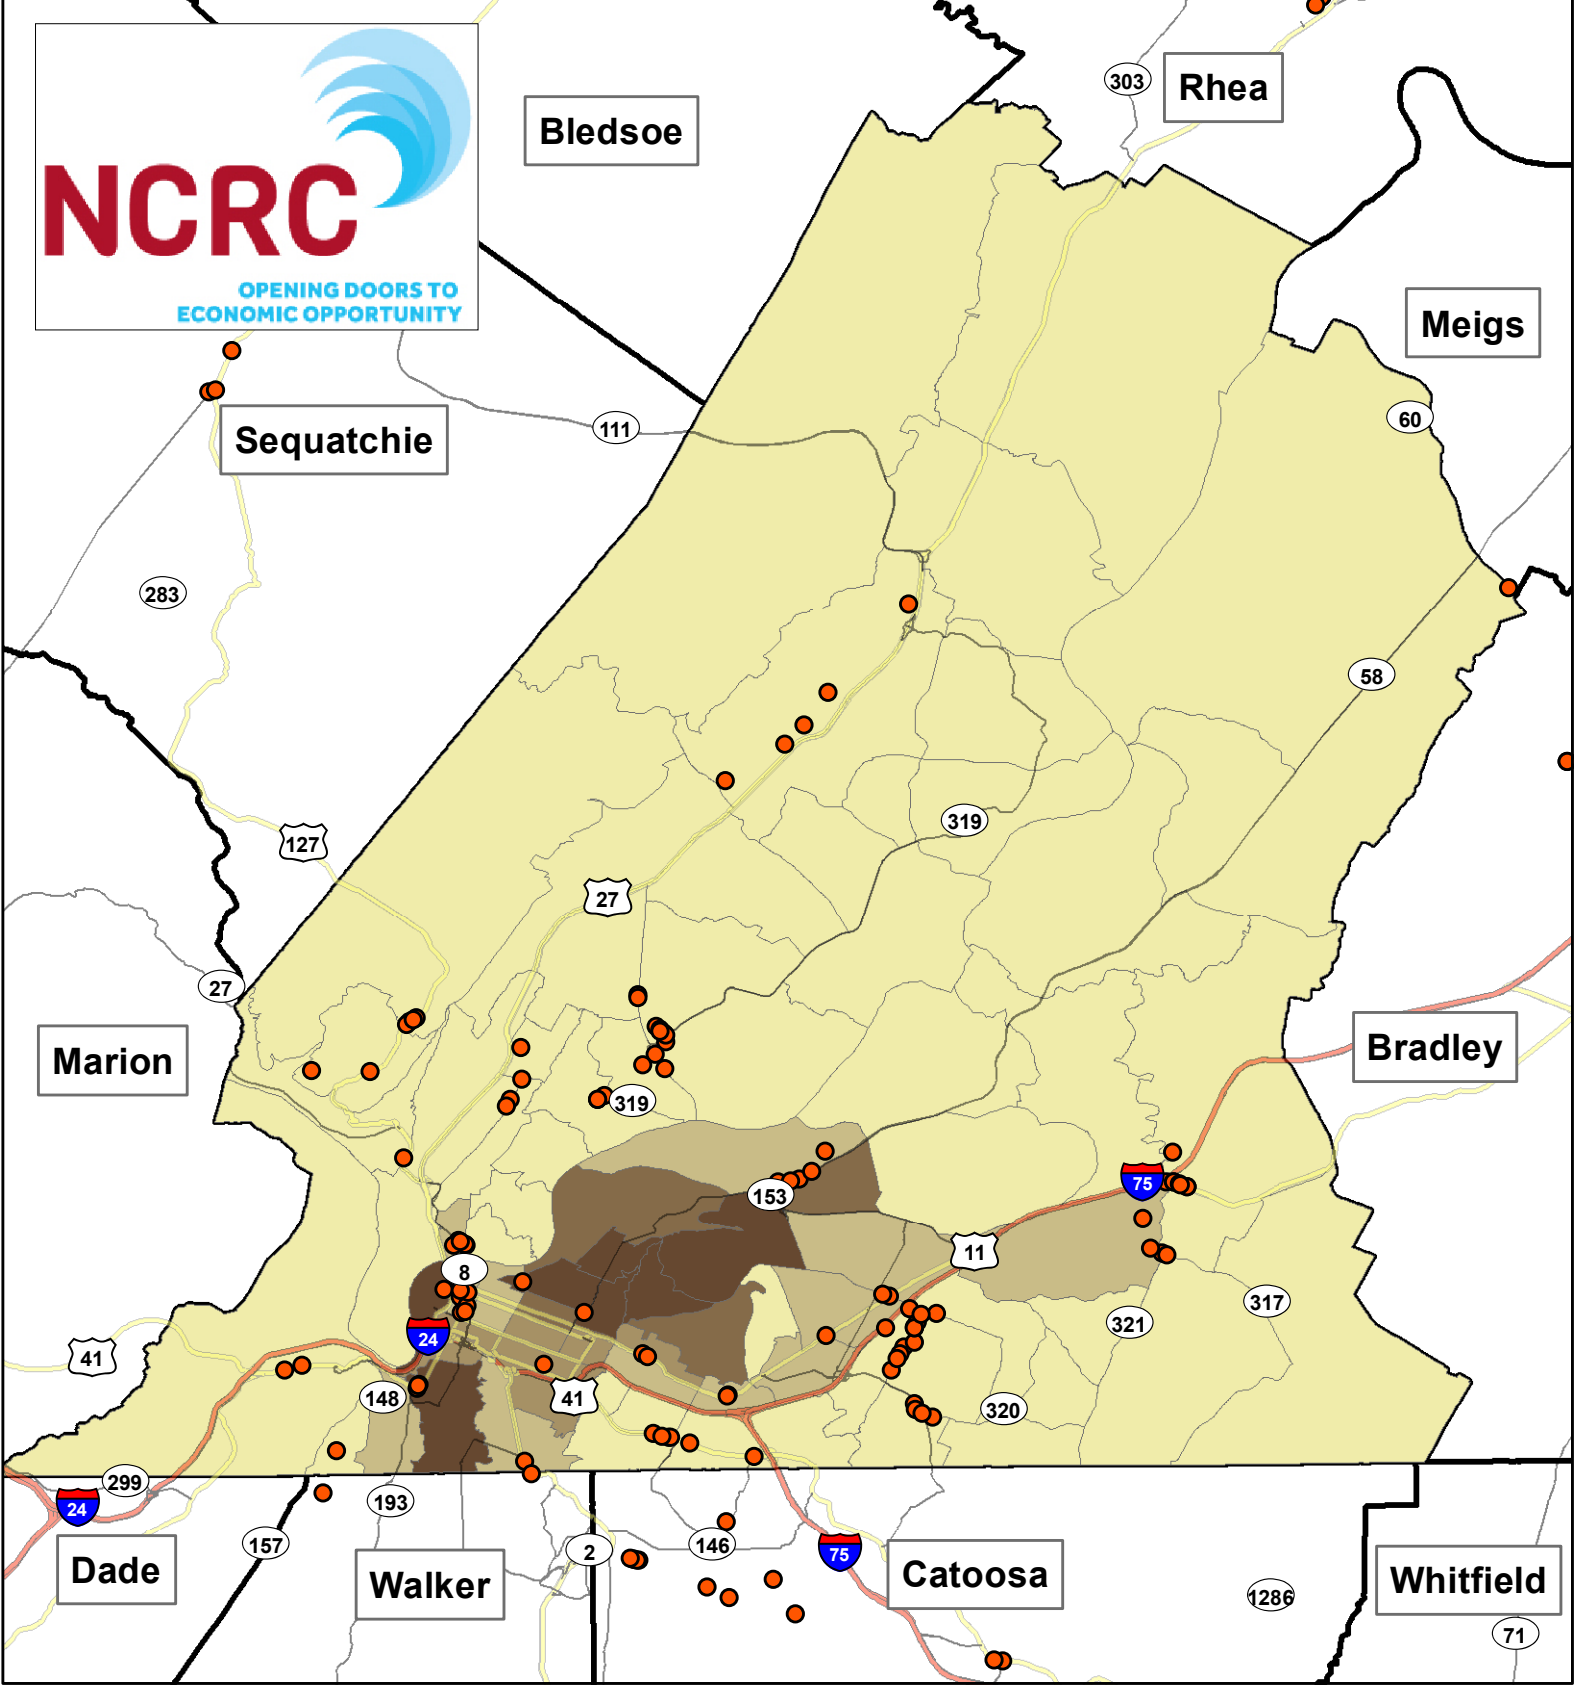 NCRC
OPENING DOORS TO
ECONOMIC OPPORTUNITY
303
Rhea
Bledsoe
Meigs
60
Sequatchie
111
283
58
127
319
27
27
Marion
Bradley
319
75
153
11
8
317
321
24
41
148
41
320
299
24
193
157
2
146
75
Dade
Walker
Catoosa
1286
Whitfield
71